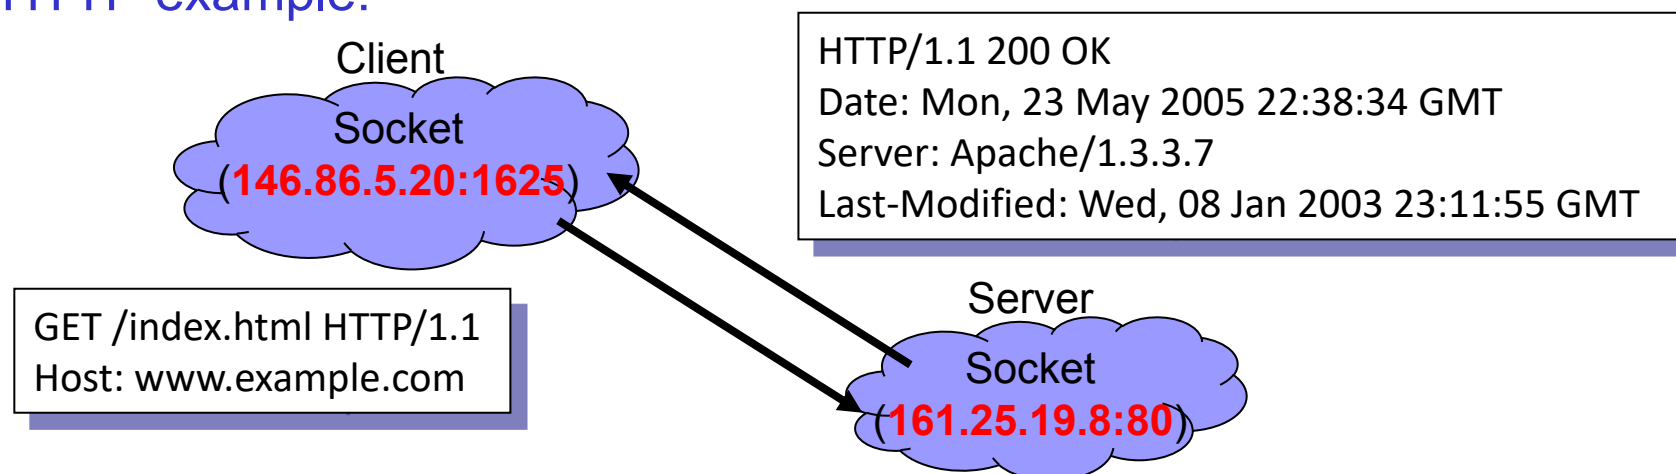 HTTP example:
Client
Socket
(146.86.5.20:1625)
HTTP/1.1 200 OK
Date: Mon, 23 May 2005 22:38:34 GMT
Server: Apache/1.3.3.7
Last-Modified: Wed, 08 Jan 2003 23:11:55 GMT
GET /index.html HTTP/1.1
Host: www.example.com
Server
Socket
(161.25.19.8:80)